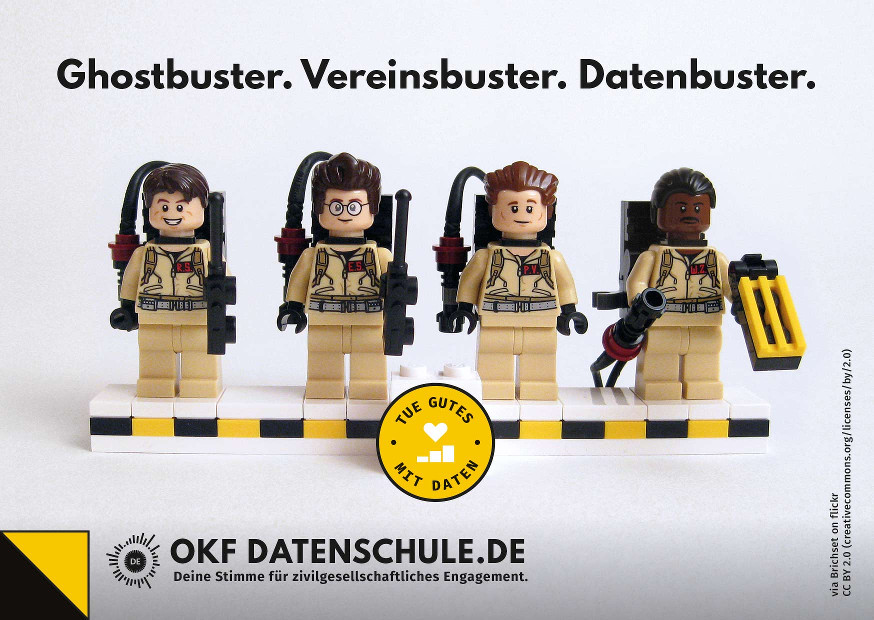 Ghostbuster. Vereinsbuster. Datenbuster.
R.S.
E.S.
P.V.
W.Z.
TUE GUTES
MIT DATEN
DE
OKF DATENSCHULE.DE
Deine Stimme für zivilgesellschaftliches Engagement.
via Brichset on flickr
CC BY 2.0 (creativecommons.org/licenses/by/2.0)